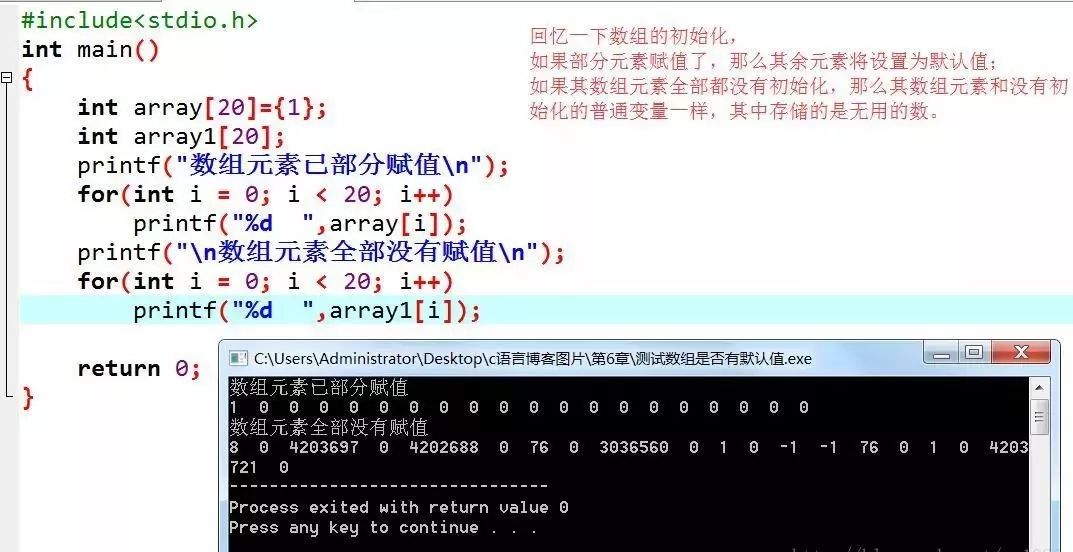 #include<stdio.h>
int main()
{
int array[20]={1};
int array1[20];
printf("数组元素已部分赋值\n");
for(int i = 0; i < 20; i++)
printf("%d  ",array[i]);
printf("\n数组元素全部没有赋值\n");
for(int i = 0; i < 20; i++)
printf("%d  ",array1[i]);
return 0;
}
回忆一下数组的初始化，
如果部分元素赋值了，那么其余元素将设置为默认值；
如果其数组元素全部都没有初始化，那么其数组元素和没有初
始化的普通变量一样，其中存储的是无用的数。
C:\Users\Administrator\Desktop\c语言博客图片\第6章\测试数组是否有默认值.exe
数组元素已部分赋值
1  0  0  0  0  0  0  0  0  0  0  0  0  0  0  0  0  0  0  0
数组元素全部没有赋值
8  0  4203697  0  4202688  0  76  0  3036560  0  1  0  -1  -1  76  0  1  0  4203
721  0
--------------------------------
Process exited with return value 0
Press any key to continue . . .